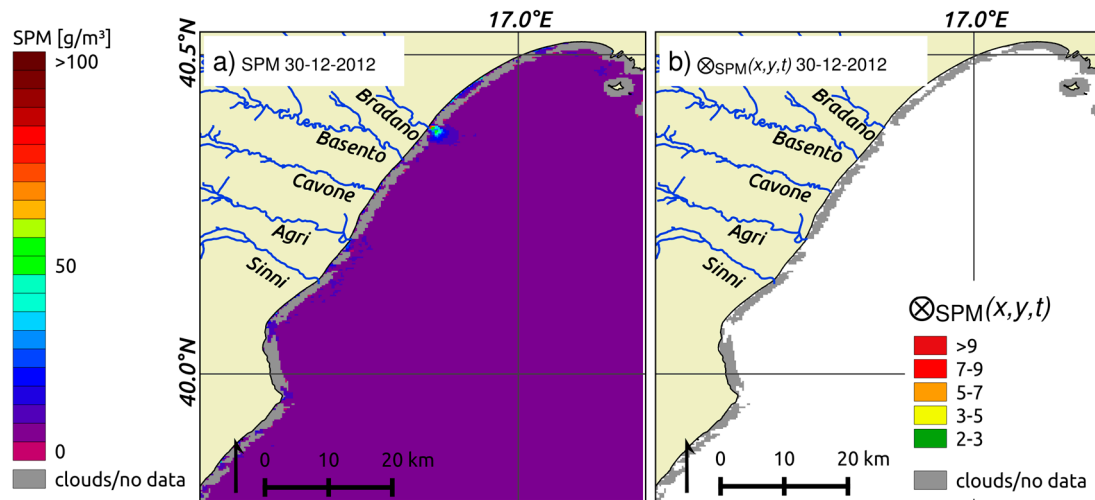 SPM [g/m³]
>100
50
0
clouds/no data
17.0°E
40.5°N
40.0°N
a) SPM 30-12-2012
Bradano
Basento
Cavone
Agri
Sinni
0 10 20 km
17.0°E
b) ⊗SPM(x,y,t) 30-12-2012
Bradano
Basento
Cavone
Agri
Sinni
0 10 20 km
⊗SPM(x,y,t)
>9
7-9
5-7
3-5
2-3
clouds/no data